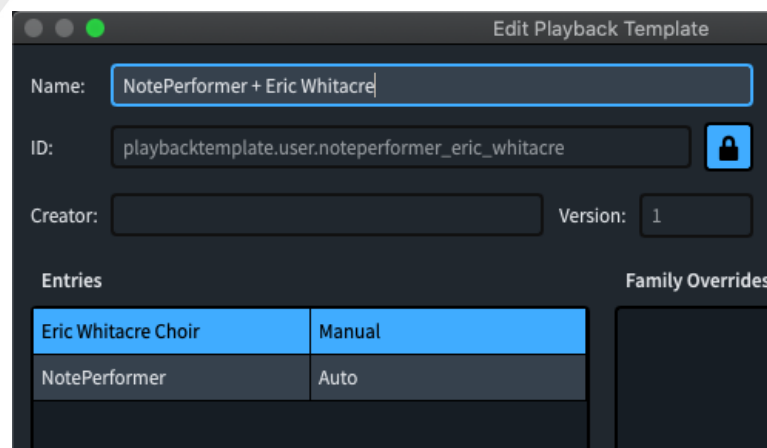 Edit Playback Template
Name: NotePerformer + Eric Whitacre
ID: playbacktemplate.user.noteperformer_eric_whitacre
Creator: Version: 1
Entries Family Overrides
Eric Whitacre Choir Manual
NotePerformer Auto